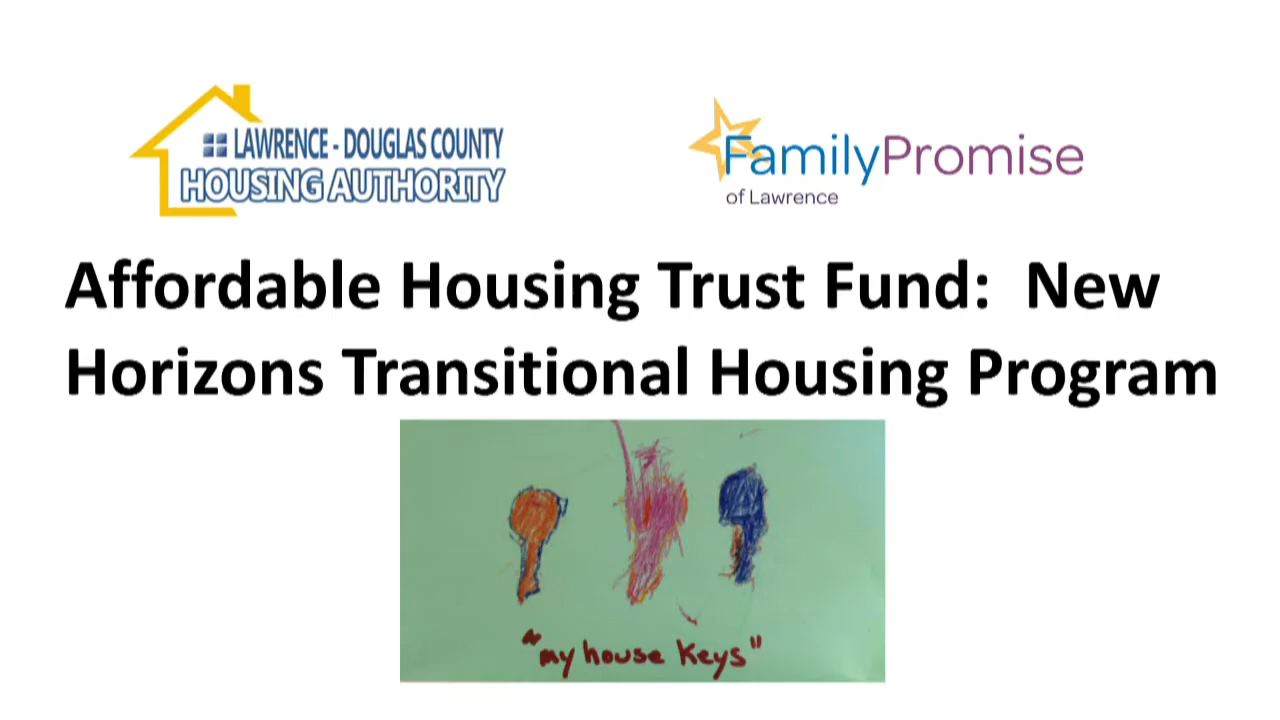 LAWRENCE - DOUGLAS COUNTY
HOUSING AUTHORITY
FamilyPromise
of Lawrence
Affordable Housing Trust Fund:  New
Horizons Transitional Housing Program
"my house keys"